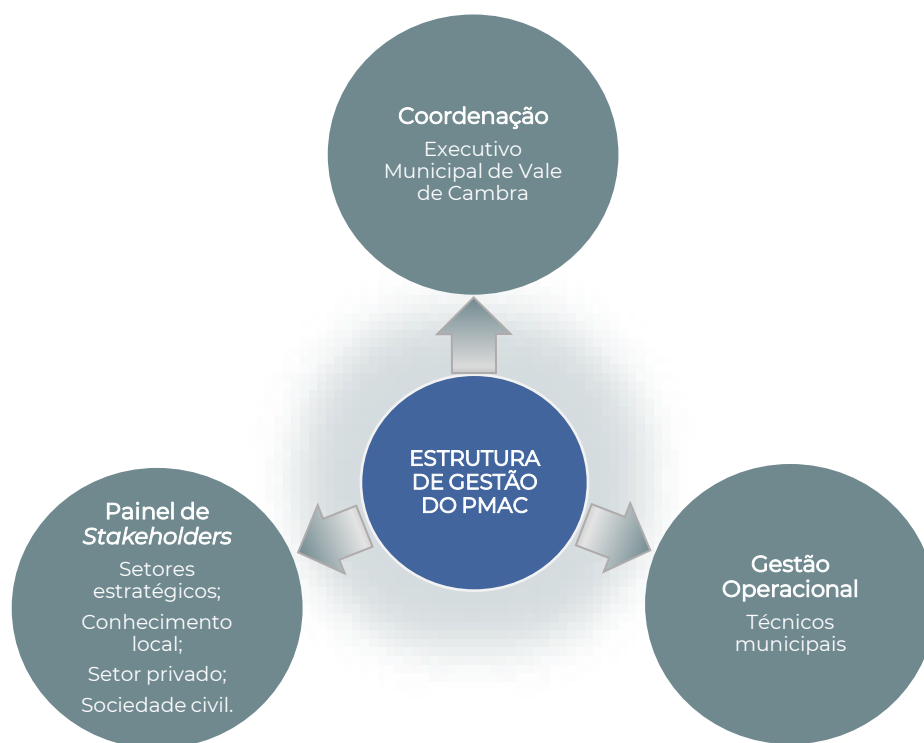 Coordenação
Executivo
Municipal de Vale
de Cambra
ESTRUTURA
DE GESTÃO
DO PMAC
Painel de
Stakeholders
Setores
estratégicos;
Conhecimento
local;
Setor privado;
Sociedade civil.
Gestão
Operacional
Técnicos
municipais